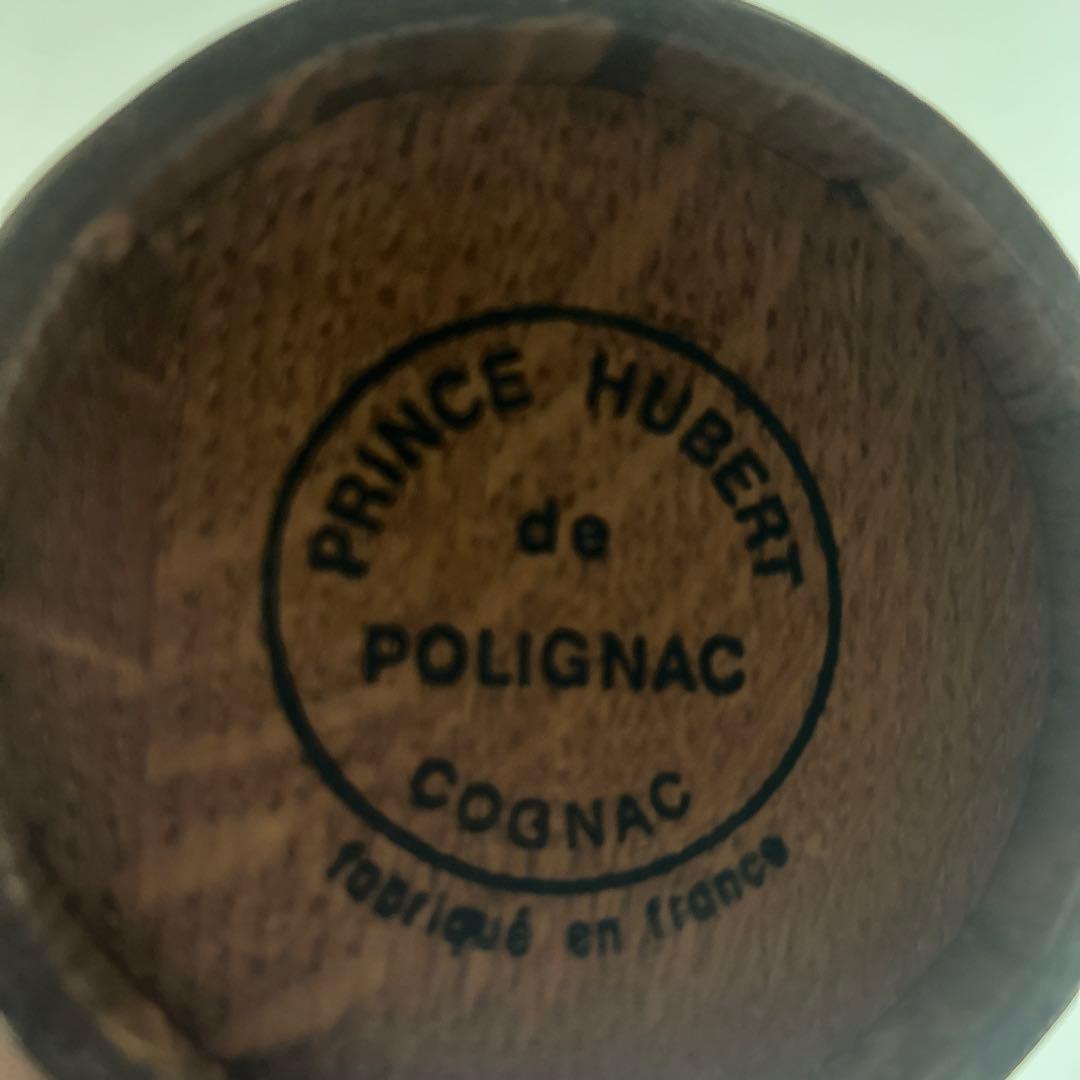 PRINCE HUBERT
de
POLIGNAC
COGNAC
fabriqué en france